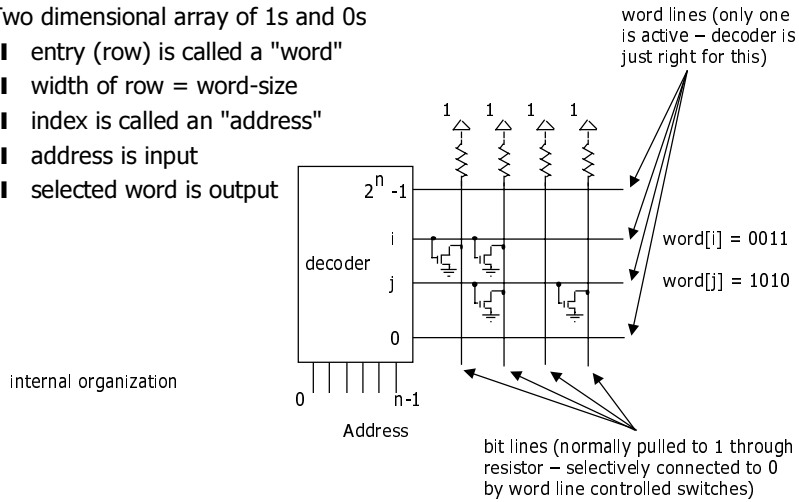 Two dimensional array of 1s and 0s
entry (row) is called a "word"
width of row = word-size
index is called an "address"
address is input
selected word is output
word lines (only one
is active – decoder is
just right for this)
1 1 1 1
2^n -1
i
decoder
j
0
word[i] = 0011
word[j] = 1010
internal organization
0 n-1
Address
bit lines (normally pulled to 1 through
resistor – selectively connected to 0
by word line controlled switches)